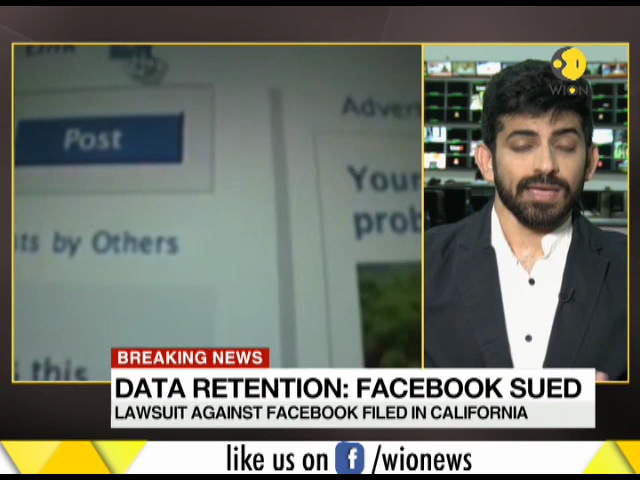 Link
Post
Adver
Your
prob
ts by Others
this
WION
BREAKING NEWS
DATA RETENTION: FACEBOOK SUED
LAWSUIT AGAINST FACEBOOK FILED IN CALIFORNIA
like us on f /wionews